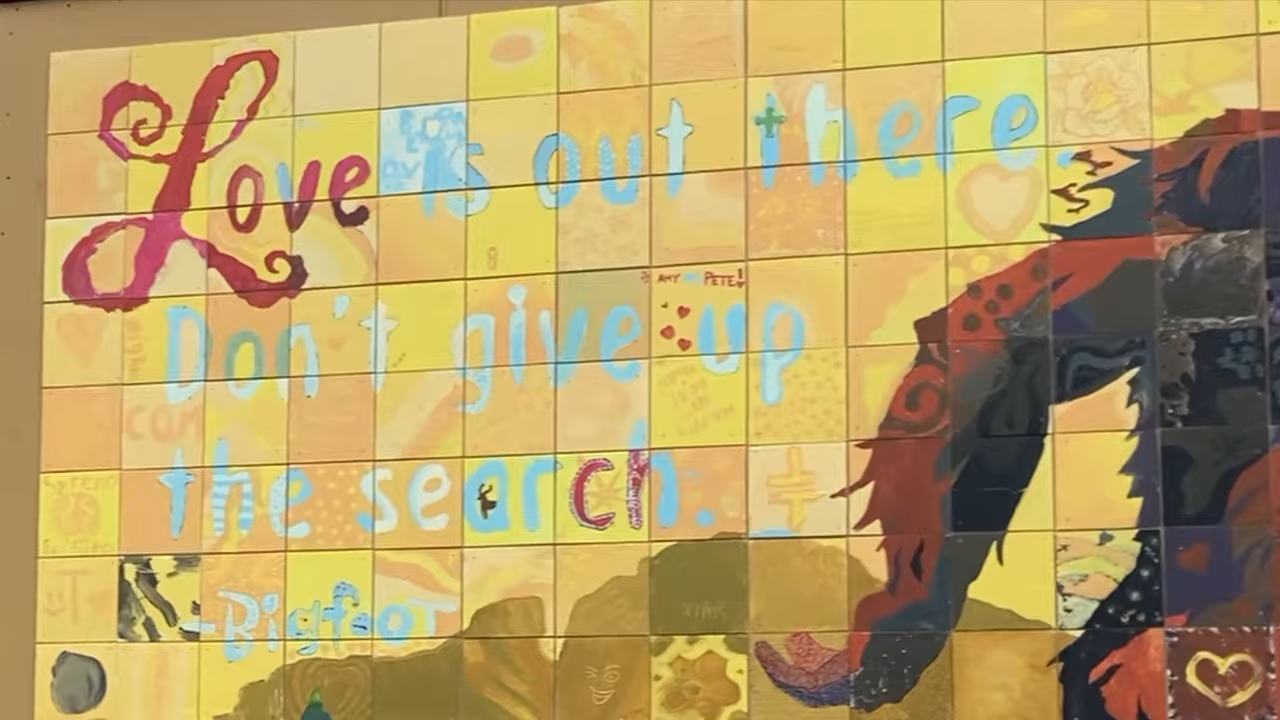 Love is out there.
AMY PETE!
Don't give up
the search.
-BigfooT